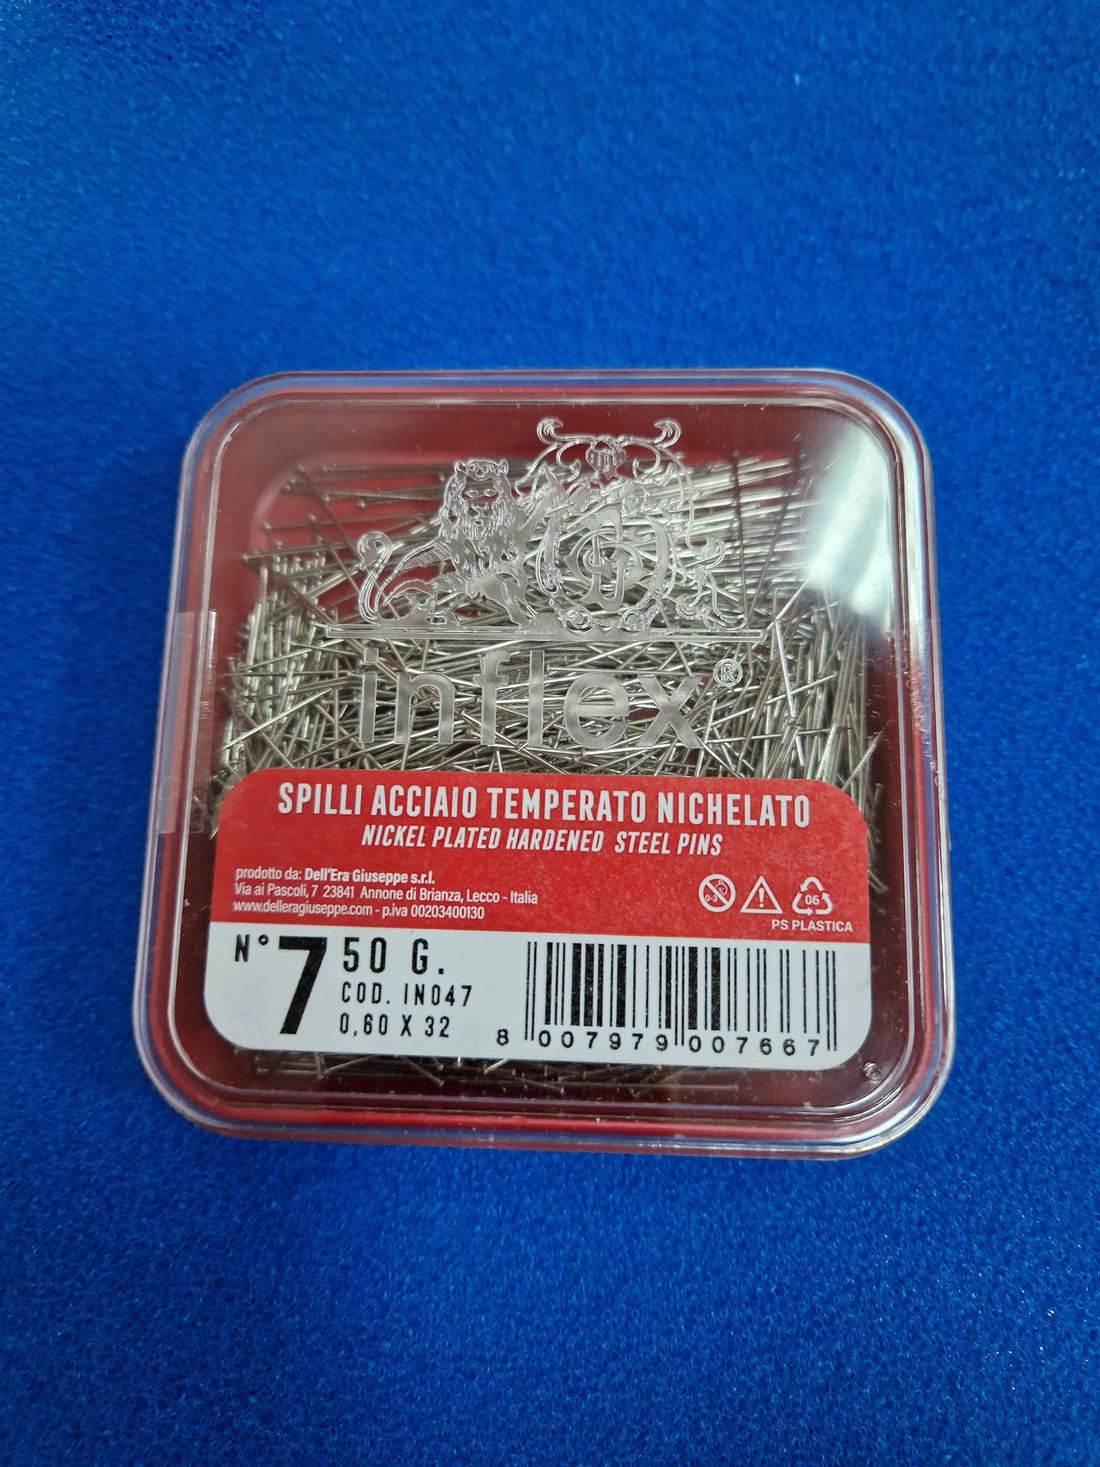 inflex®
SPILLI ACCIAIO TEMPERATO NICHELATO
NICKEL PLATED HARDENED STEEL PINS
prodotto da: Dell'Era Giuseppe s.r.l.
Via ai Pascoli, 7 23841 Annone di Brianza, Lecco - Italia
www.delleragiuseppe.com - p.iva 00203400130
0-3
06
PS PLASTICA
N° 7
50 G.
COD. IN047
0,60 X 32
8 007979 007667